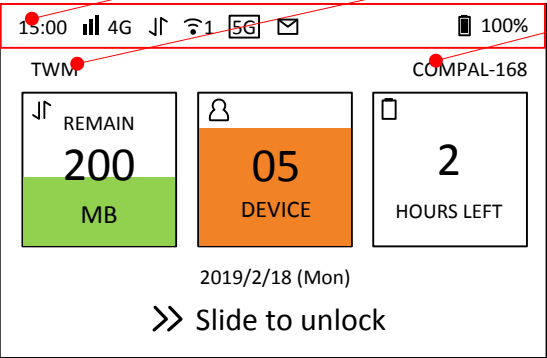 15:00 4G 1 5G 100%
TWM COMPAL-168
REMAIN
200
MB
05
DEVICE
2
HOURS LEFT
2019/2/18 (Mon)
Slide to unlock